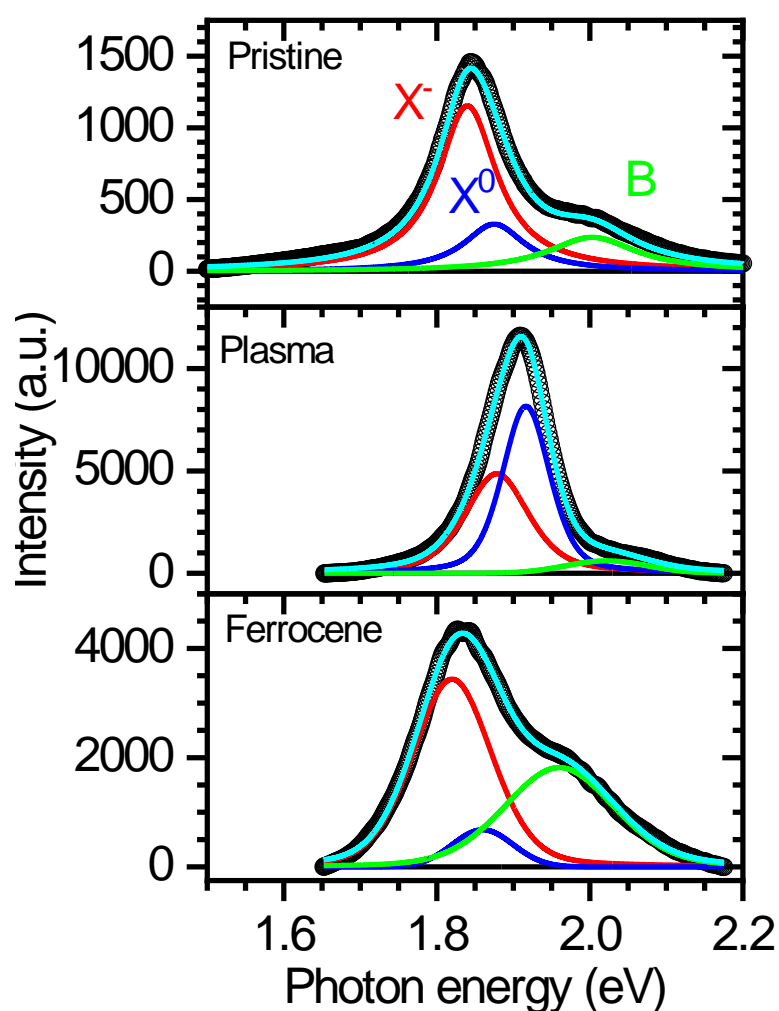 Pristine
X⁻
X⁰
B
1500
1000
500
0
Plasma
10000
5000
0
Ferrocene
4000
2000
0
1.6 1.8 2.0 2.2
Photon energy (eV)
Intensity (a.u.)